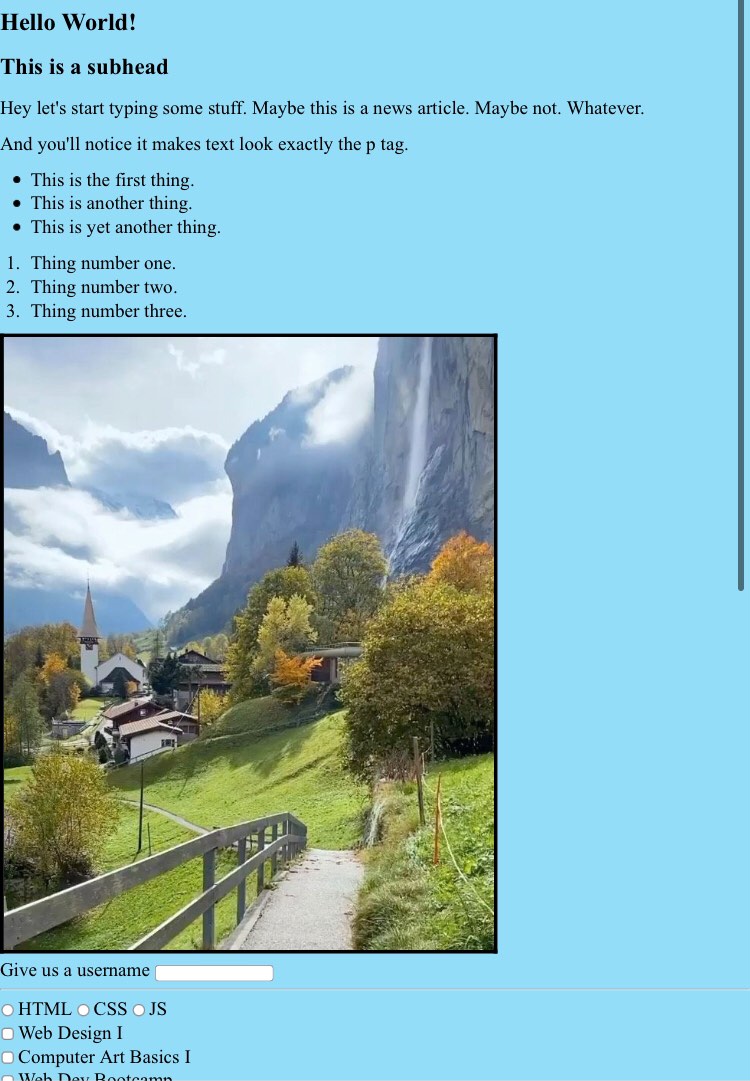 Hello World!
This is a subhead
Hey let's start typing some stuff. Maybe this is a news article. Maybe not. Whatever.
And you'll notice it makes text look exactly the p tag.
• This is the first thing.
• This is another thing.
• This is yet another thing.
1. Thing number one.
2. Thing number two.
3. Thing number three.
Give us a username
HTML CSS JS
Web Design I
Computer Art Basics I
Web Dev Bootcamp